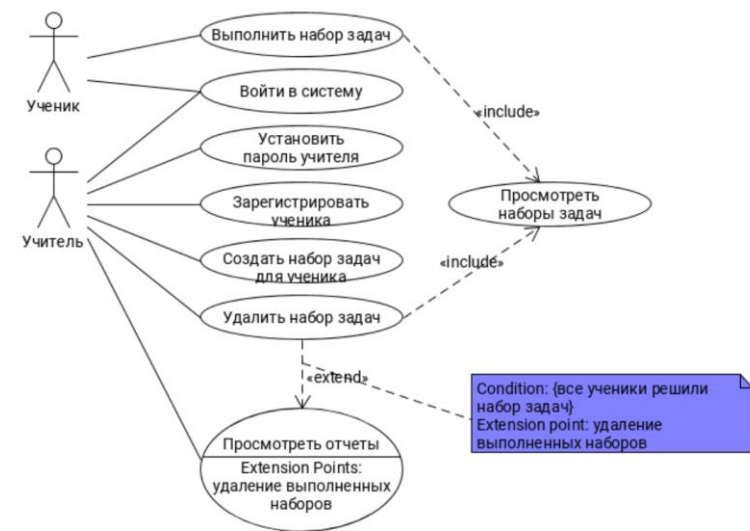 Ученик
Учитель
Выполнить набор задач
Войти в систему
Установить
пароль учителя
Зарегистрировать
ученика
Создать набор задач
для ученика
Удалить набор задач
«include»
Просмотреть
наборы задач
«include»
«extend»
Condition: {все ученики решили
набор задач}
Extension point: удаление
выполненных наборов
Просмотреть отчеты
Extension Points:
удаление выполненных
наборов